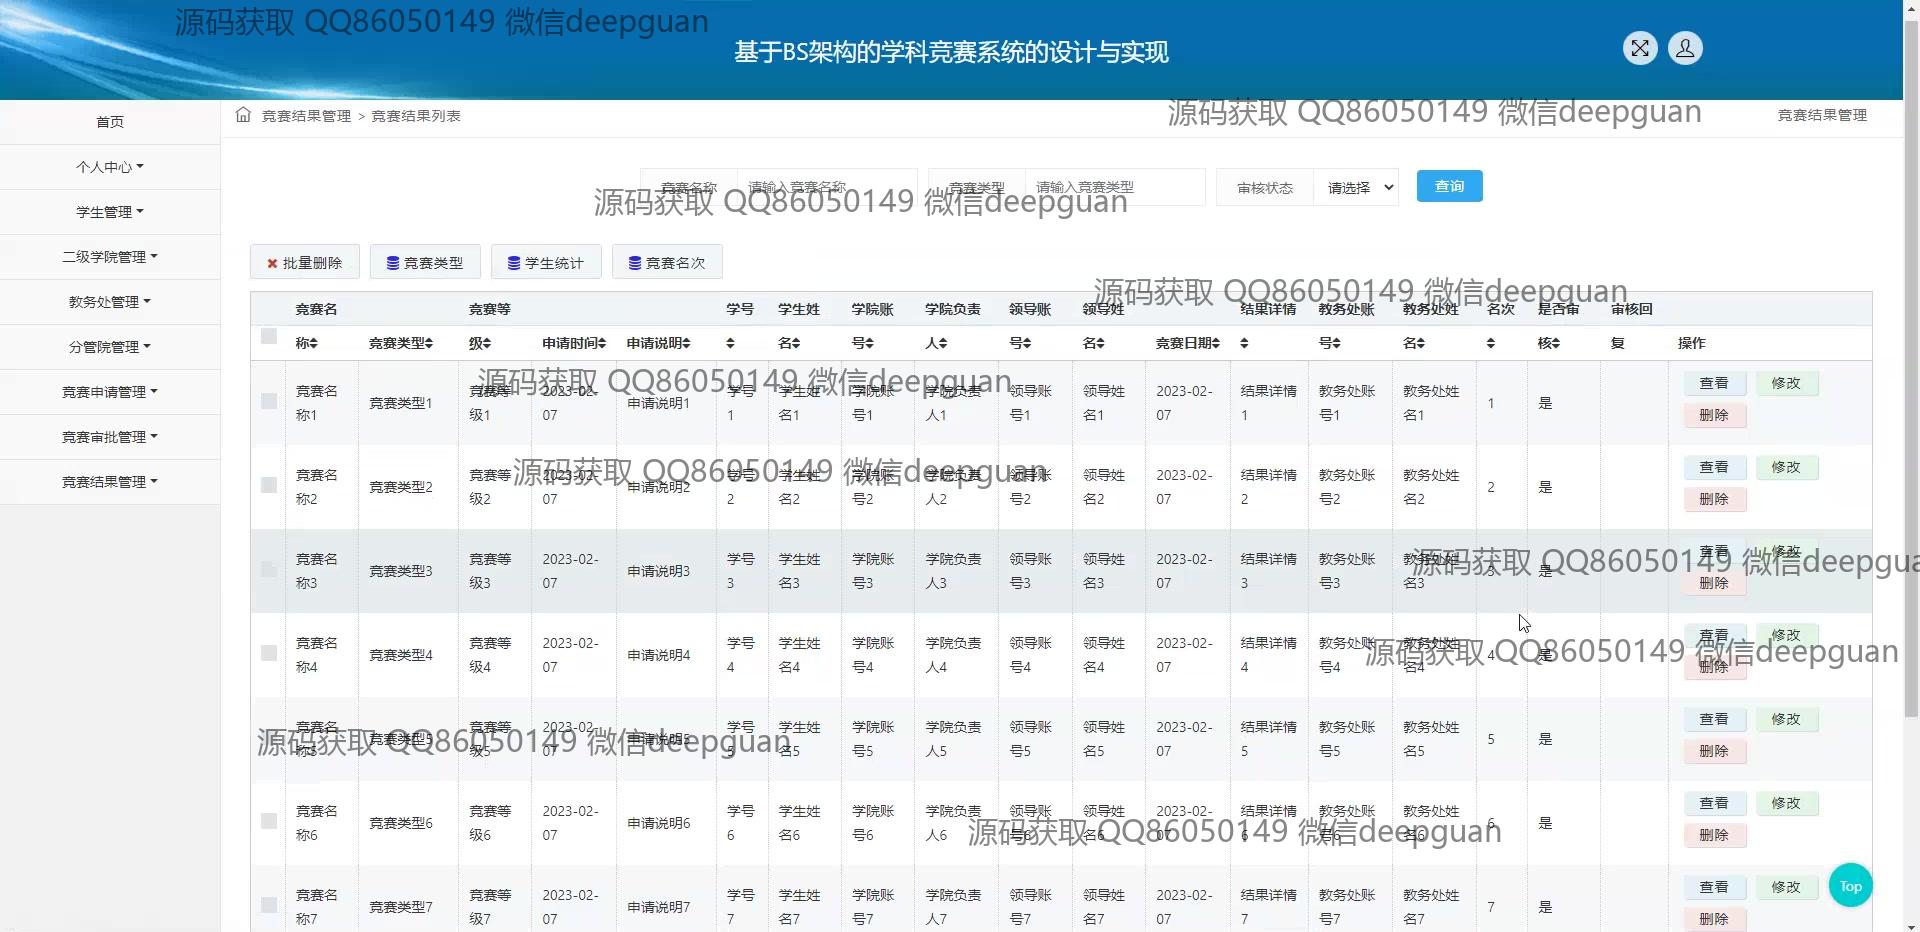 源码获取 QQ86050149 微信deepguan
基于BS架构的学科竞赛系统的设计与实现
首页
个人中心
学生管理
二级学院管理
教务处管理
分管院管理
竞赛申请管理
竞赛审批管理
竞赛结果管理
竞赛结果管理 > 竞赛结果列表
源码获取 QQ86050149 微信deepguan
竞赛结果管理
竞赛名称 请输入竞赛名称 竞赛类型 请输入竞赛类型 审核状态 请选择 查询
源码获取 QQ86050149 微信deepguan
批量删除 竞赛类型 学生统计 竞赛名次
源码获取 QQ86050149 微信deepguan
竞赛名 竞赛等 学号 学生姓 学院账 学院负责 领导账 领导姓 结果详情 教务处账 教务处姓 名次 是否审 审核回
称 竞赛类型 级 申请时间 申请说明 名 号 人 号 名 竞赛日期 号 名 核 复 操作
源码获取 QQ86050149 微信deepguan
竞赛名 竞赛等 2023-02- 学号 学生姓 学院账 学院负责 领导账 领导姓 2023-02- 结果详情 教务处账 教务处姓 查看 修改
称1 竞赛类型1 级1 07 申请说明1 1 名1 号1 人1 号1 名1 07 1 号1 名1 1 是 删除
源码获取 QQ86050149 微信deepguan
竞赛名 竞赛等 2023-02- 学号 学生姓 学院账 学院负责 领导账 领导姓 2023-02- 结果详情 教务处账 教务处姓 查看 修改
称2 竞赛类型2 级2 07 申请说明2 2 名2 号2 人2 号2 名2 07 2 号2 名2 2 是 删除
源码获取 QQ86050149 微信deepgua
竞赛名 竞赛等 2023-02- 学号 学生姓 学院账 学院负责 领导账 领导姓 2023-02- 结果详情 教务处账 教务处姓 查看 修改
称3 竞赛类型3 级3 07 申请说明3 3 名3 号3 人3 号3 名3 07 3 号3 名3 3 是 删除
源码获取 QQ86050149 微信deepguan
竞赛名 竞赛等 2023-02- 学号 学生姓 学院账 学院负责 领导账 领导姓 2023-02- 结果详情 教务处账 教务处姓 查看 修改
称4 竞赛类型4 级4 07 申请说明4 4 名4 号4 人4 号4 名4 07 4 号4 名4 4 是 删除
源码获取 QQ86050149 微信deepguan
竞赛名 竞赛等 2023-02- 学号 学生姓 学院账 学院负责 领导账 领导姓 2023-02- 结果详情 教务处账 教务处姓 查看 修改
称5 竞赛类型5 级5 07 申请说明5 5 名5 号5 人5 号5 名5 07 5 号5 名5 5 是 删除
源码获取 QQ86050149 微信deepguan
竞赛名 竞赛等 2023-02- 学号 学生姓 学院账 学院负责 领导账 领导姓 2023-02- 结果详情 教务处账 教务处姓 查看 修改
称6 竞赛类型6 级6 07 申请说明6 6 名6 号6 人6 号6 名6 07 6 号6 名6 6 是 删除
竞赛名 竞赛等 2023-02- 学号 学生姓 学院账 学院负责 领导账 领导姓 2023-02- 结果详情 教务处账 教务处姓 查看 修改
称7 竞赛类型7 级7 07 申请说明7 7 名7 号7 人7 号7 名7 07 7 号7 名7 7 是 删除
Top